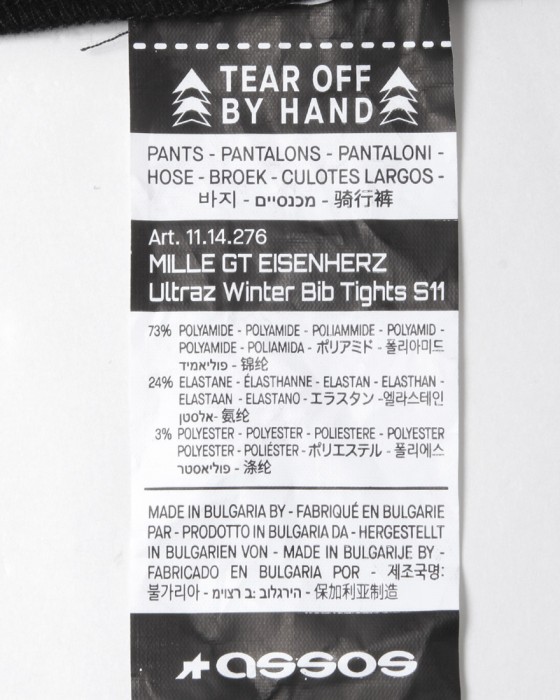 TEAR OFF
BY HAND
PANTS - PANTALONS - PANTALONI -
HOSE - BROEK - CULOTES LARGOS -
바지 - מכנסיים - 骑行裤
Art. 11.14.276
MILLE GT EISENHERZ
Ultraz Winter Bib Tights S11
73% POLYAMIDE - POLYAMIDE - POLIAMMIDE - POLYAMID -
POLYAMIDE - POLIAMIDA - ポリアミド - 폴리아미드
פוליאמיד - 锦纶
24% ELASTANE - ÉLASTHANNE - ELASTAN - ELASTHAN -
ELASTAAN - ELASTANO - エラスタン -엘라스테인
אלסטן- 氨纶
3% POLYESTER - POLYESTER - POLIESTERE - POLYESTER
POLYESTER - POLIÉSTER - ポリエステル - 폴리에스
פוליאסטר - 涤纶
MADE IN BULGARIA BY - FABRIQUÉ EN BULGARIE
PAR - PRODOTTO IN BULGARIA DA - HERGESTELLT
IN BULGARIEN VON - MADE IN BULGARIJE BY -
FABRICADO EN BULGARIA POR - 제조국명:
불가리아 - מיוצר ב: בולגריה - 保加利亚制造
assos